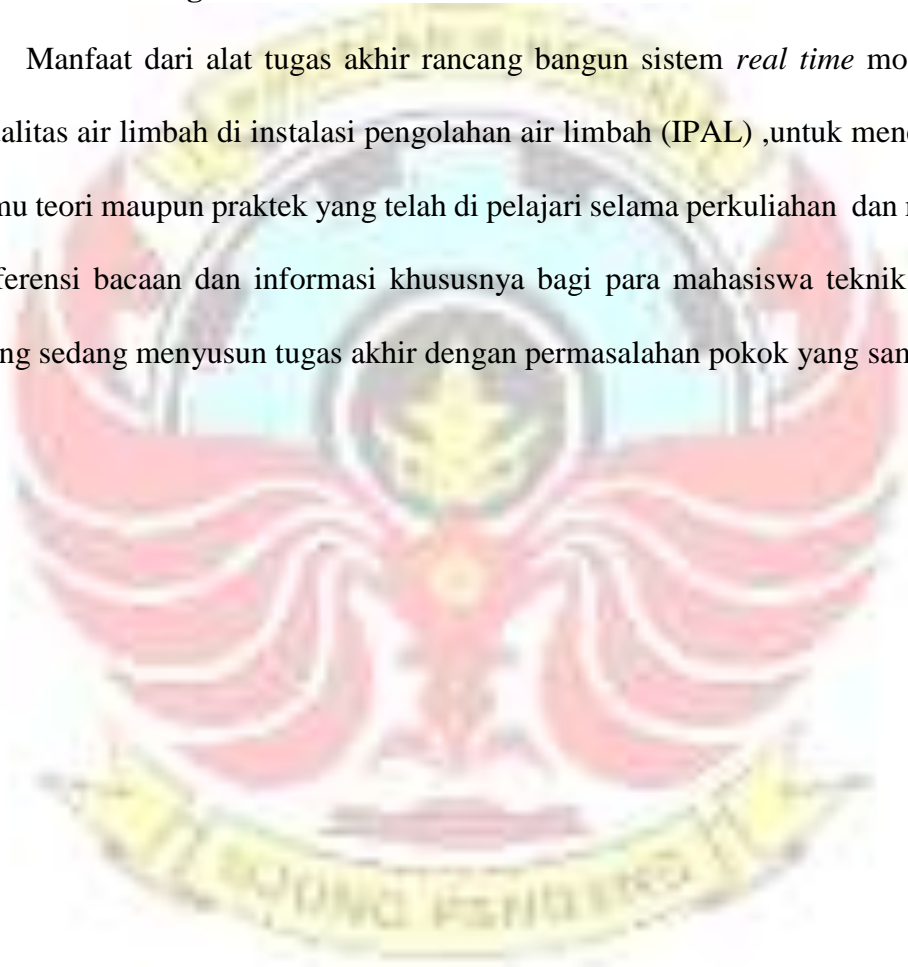 Manfaat dari alat tugas akhir rancang bangun sistem real time mo
alitas air limbah di instalasi pengolahan air limbah (IPAL) ,untuk men
mu teori maupun praktek yang telah di pelajari selama perkuliahan dan
ferensi bacaan dan informasi khususnya bagi para mahasiswa teknik
ng sedang menyusun tugas akhir dengan permasalahan pokok yang
UJUNG PANDANG